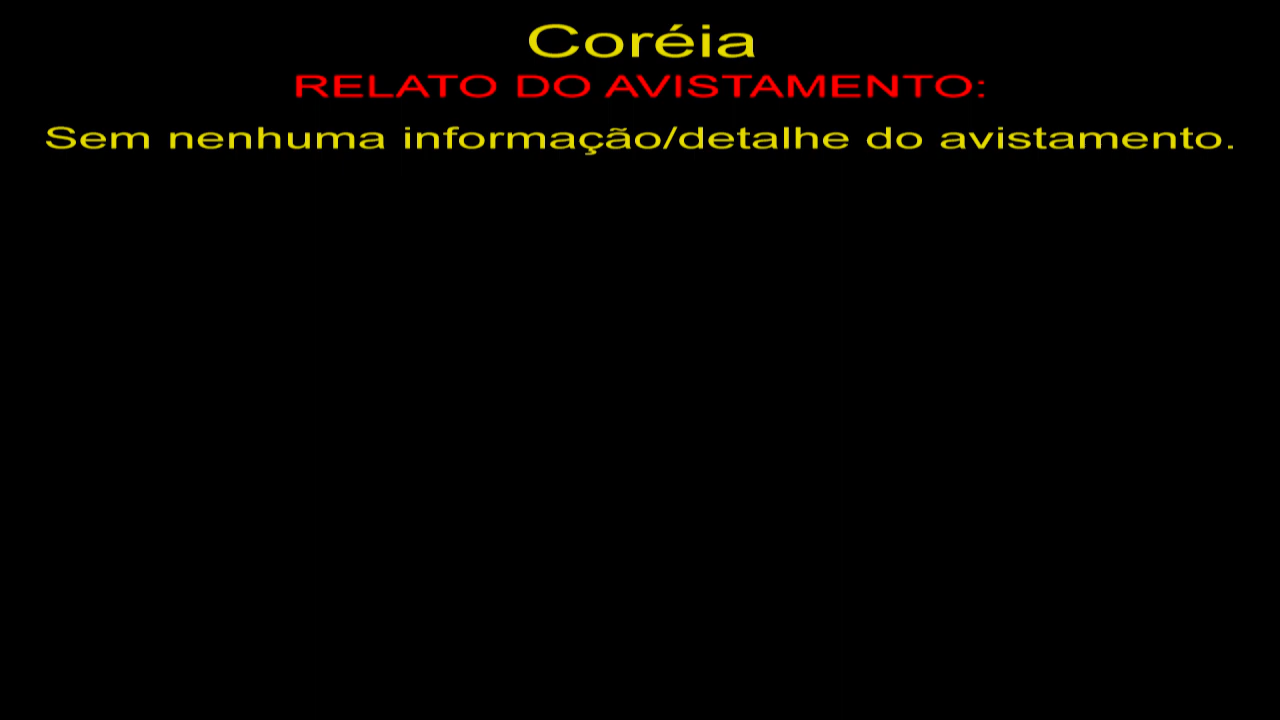 Coréia
RELATO DO AVISTAMENTO:
Sem nenhuma informação/detalhe do avistamento.